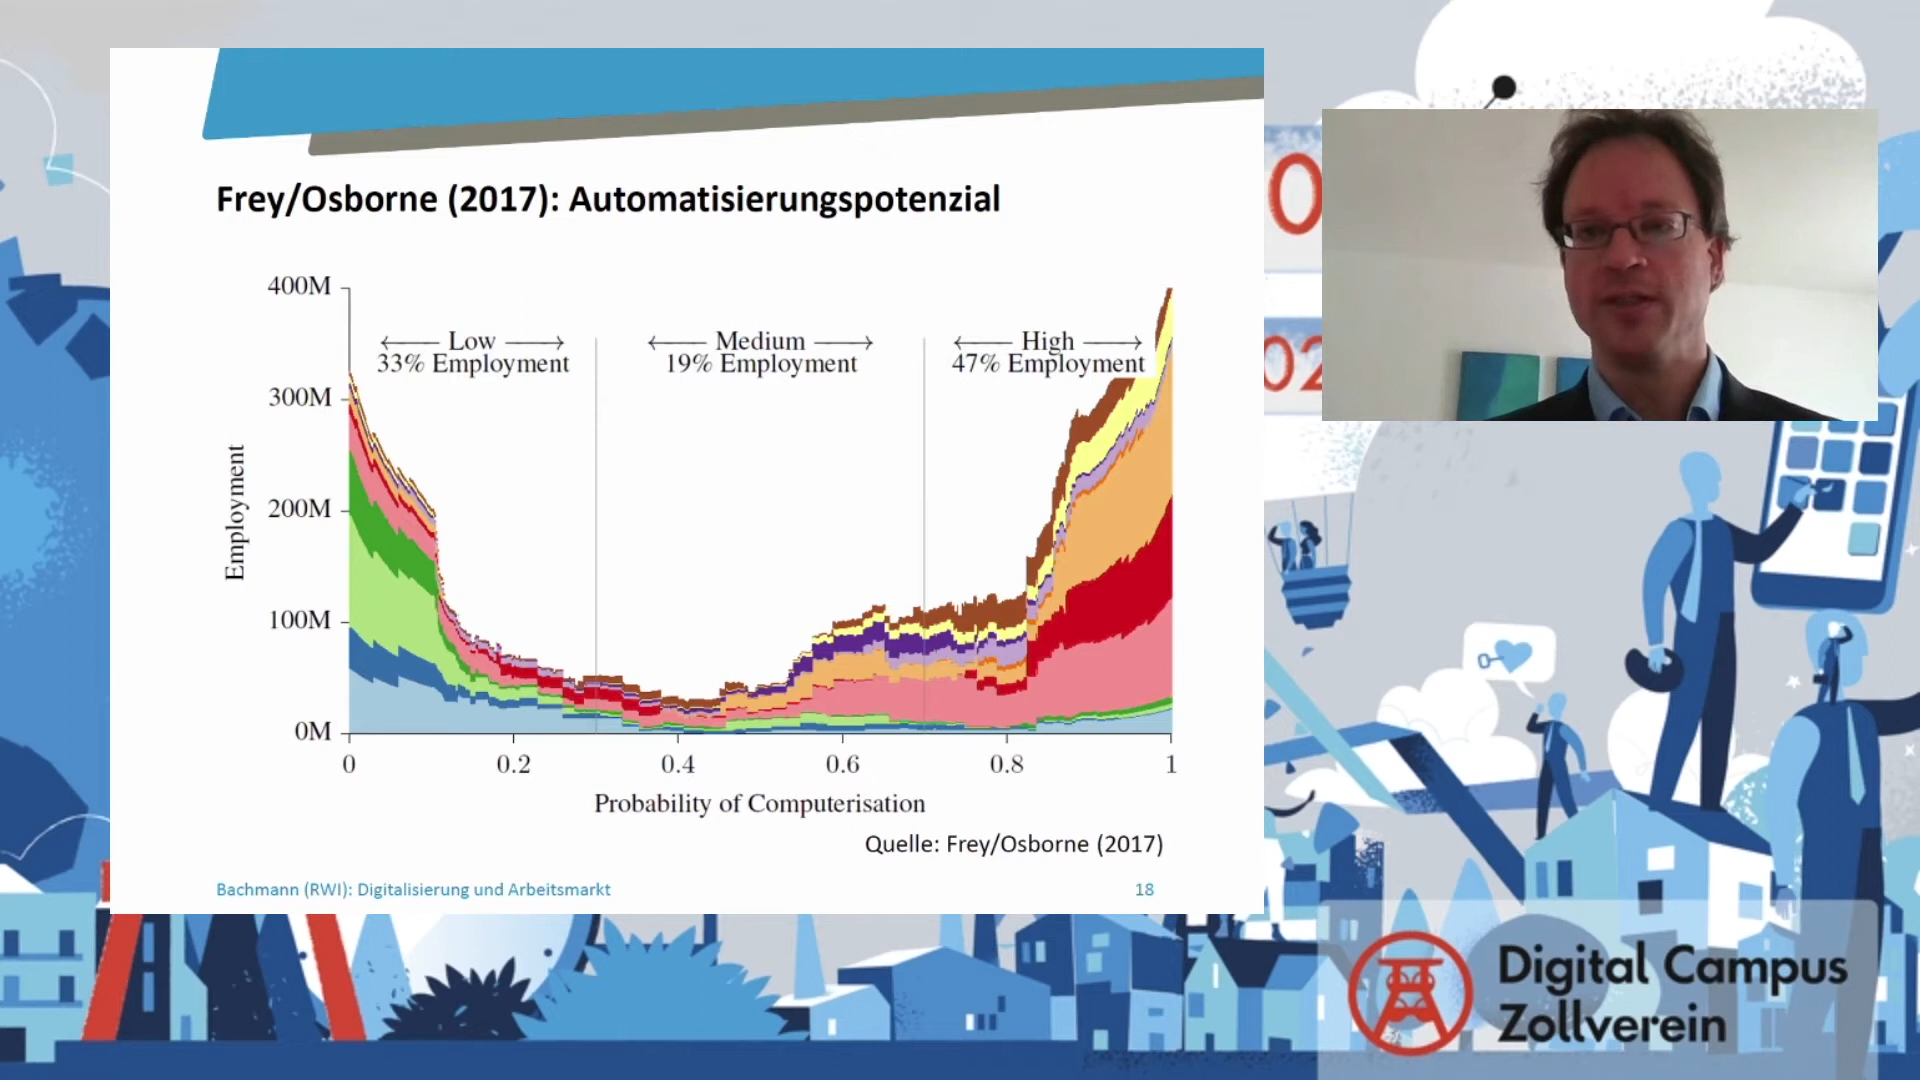 Frey/Osborne (2017): Automatisierungspotenzial
400M
300M
200M
100M
0M
Employment
Low
33% Employment
Medium
19% Employment
High
47% Employment
0
0.2
0.4
0.6
0.8
1
Probability of Computerisation
Quelle: Frey/Osborne (2017)
Bachmann (RWI): Digitalisierung und Arbeitsmarkt
18
0
02
Digital Campus
Zollverein